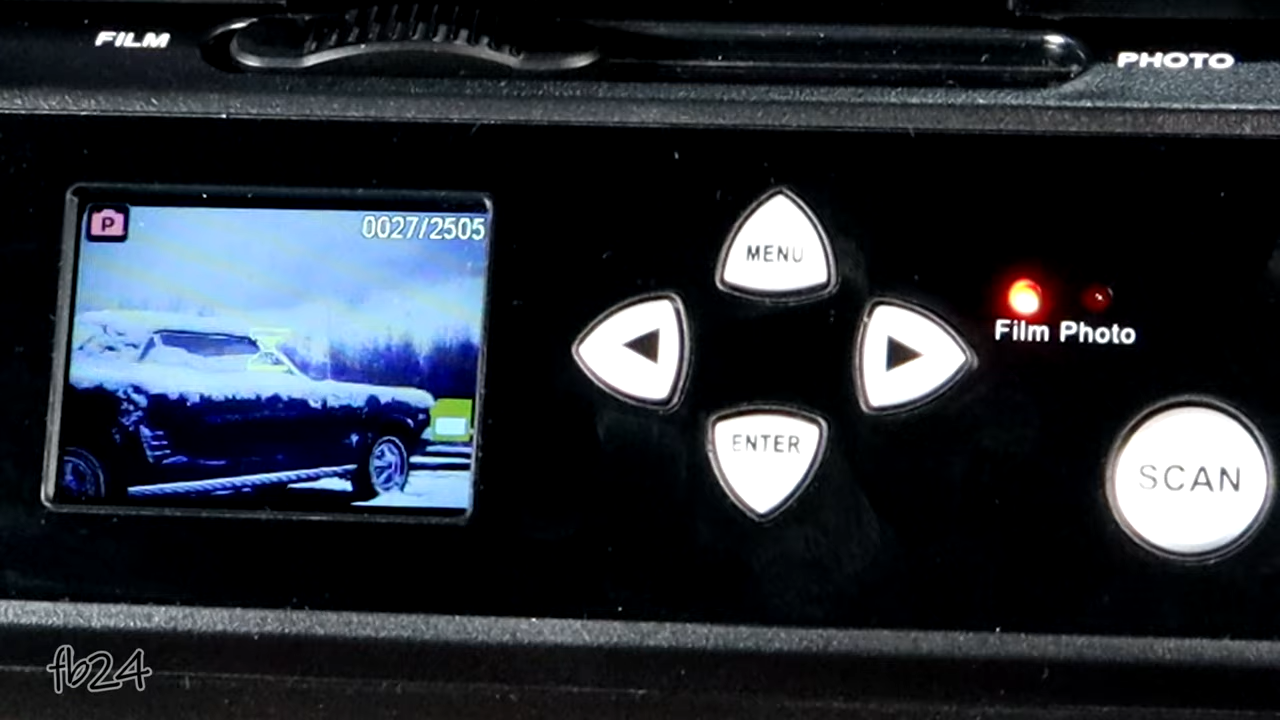 FILM
PHOTO
P
0027/2505
MENU
Film Photo
ENTER
SCAN
fb24